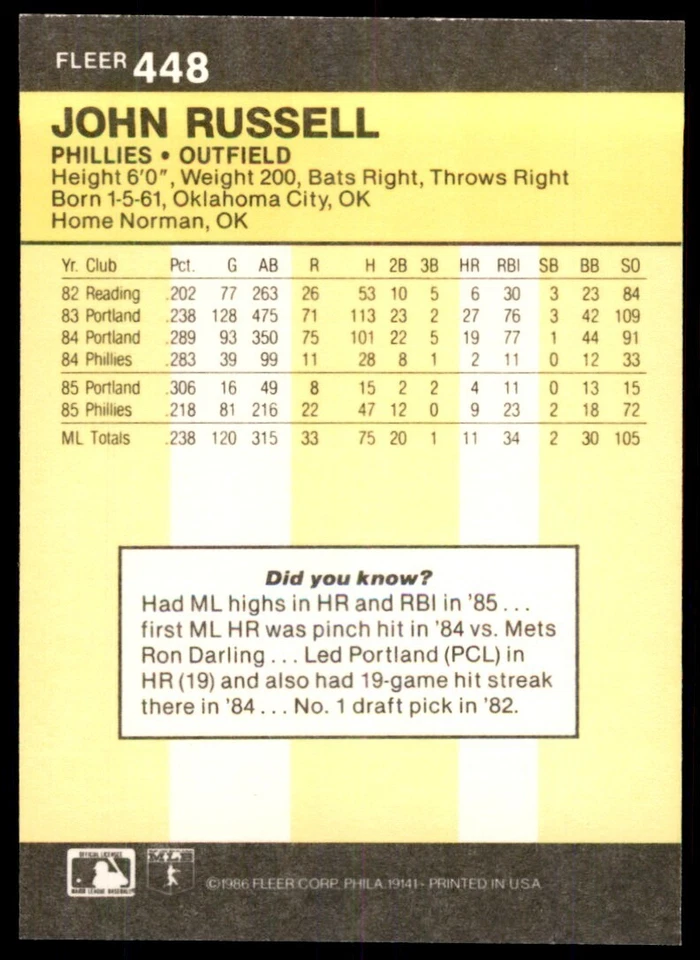 FLEER 448
JOHN RUSSELL
PHILLIES • OUTFIELD
Height 6'0", Weight 200, Bats Right, Throws Right
Born 1-5-61, Oklahoma City, OK
Home Norman, OK
Yr. Club Pct. G AB R H 2B 3B HR RBI SB BB SO
82 Reading .202 77 263 26 53 10 5 6 30 3 23 84
83 Portland .238 128 475 71 113 23 2 27 76 3 42 109
84 Portland .289 93 350 75 101 22 5 19 77 1 44 91
84 Phillies .283 39 99 11 28 8 1 2 11 0 12 33
85 Portland .306 16 49 8 15 2 2 4 11 0 13 15
85 Phillies .218 81 216 22 47 12 0 9 23 2 18 72
ML Totals .238 120 315 33 75 20 1 11 34 2 30 105
Did you know?
Had ML highs in HR and RBI in '85 . . .
first ML HR was pinch hit in '84 vs. Mets
Ron Darling . . . Led Portland (PCL) in
HR (19) and also had 19-game hit streak
there in '84 . . . No. 1 draft pick in '82.
OFFICIAL LICENSEE
MAJOR LEAGUE BASEBALL
©1986 FLEER CORP. PHILA. 19141 - PRINTED IN U.S.A.